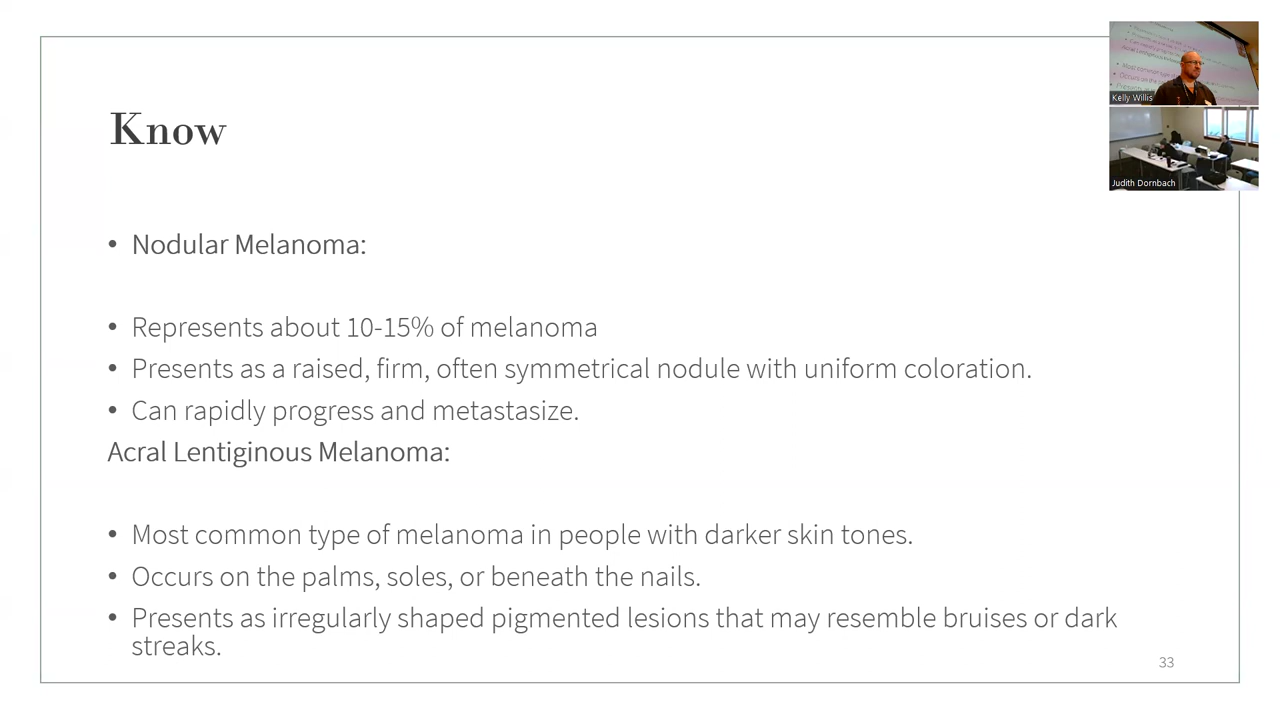 Know
• Nodular Melanoma:
• Represents about 10-15% of melanoma
• Presents as a raised, firm, often symmetrical nodule with uniform coloration.
• Can rapidly progress and metastasize.
Acral Lentiginous Melanoma:
• Most common type of melanoma in people with darker skin tones.
• Occurs on the palms, soles, or beneath the nails.
• Presents as irregularly shaped pigmented lesions that may resemble bruises or dark
streaks.
33
Kelly Willis
Judith Dornbach